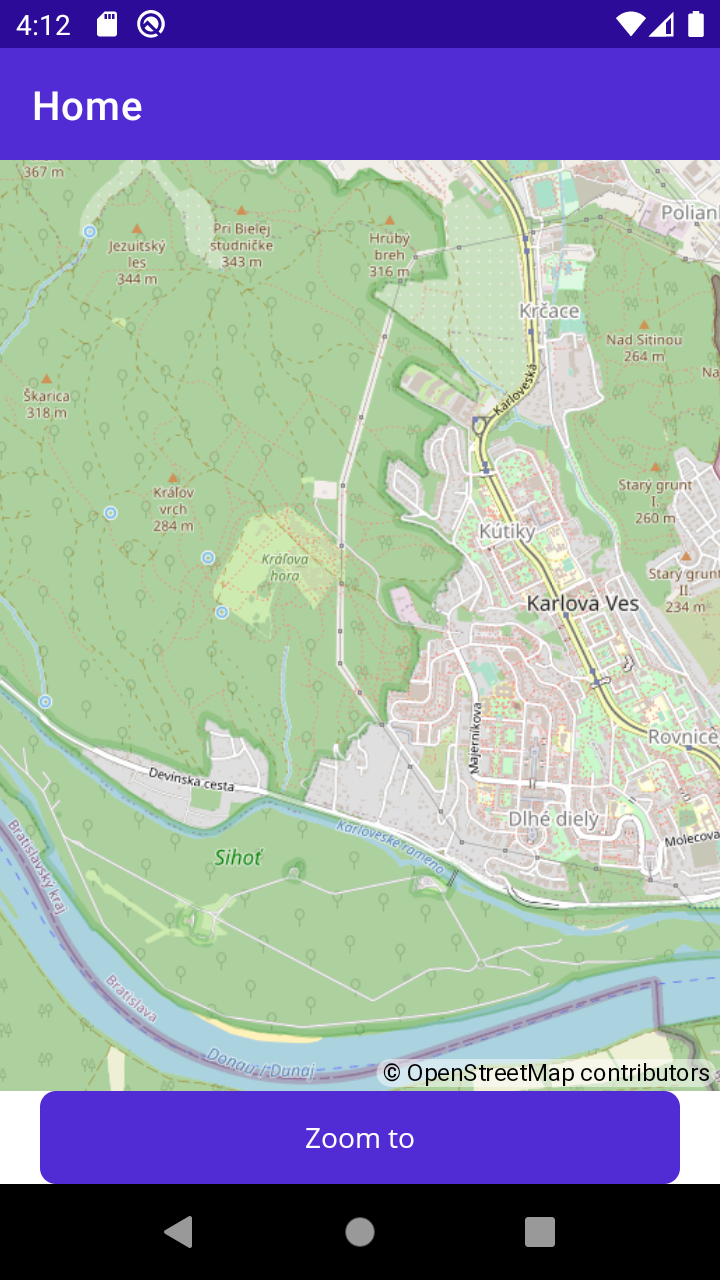 4:12
Home
367 m
Jezuitský
les
344 m
Pri Bielej
studničke
343 m
Hrubý
breh
316 m
Polian
Krčace
Nad Sitinou
264 m
Na
Škarica
318 m
Karloveská
Kráľov
vrch
284 m
Starý grunt
I.
260 m
Kútiky
Kráľova
hora
Starý grunt
II.
234 m
Karlova Ves
Majerníkova
Rovnice
Devínska cesta
Dlhé diely
Karloveské rameno
Molecova
Sihoť
Bratislavský kraj
Bratislava
Donau / Dunaj
© OpenStreetMap contributors
Zoom to